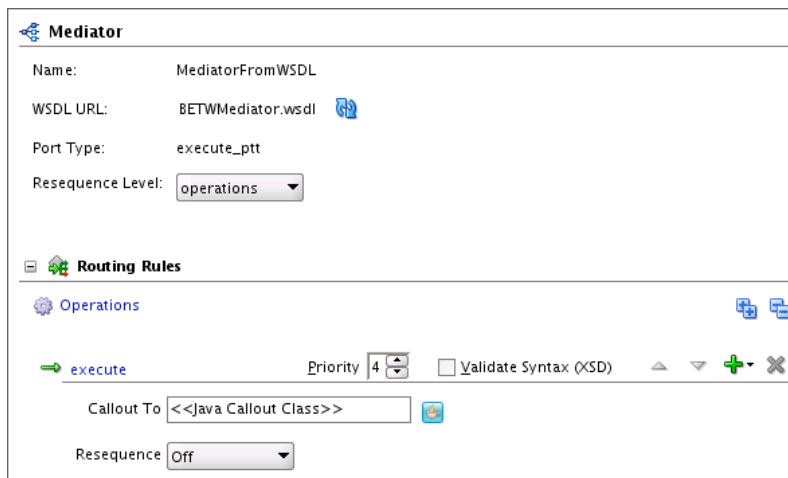 Mediator
Name: MediatorFromWSDL
WSDL URL: BETWMediator.wsdl
Port Type: execute_ptt
Resequence Level: operations
Routing Rules
Operations
execute Priority 4 Validate Syntax (XSD)
Callout To <<Java Callout Class>>
Resequence Off